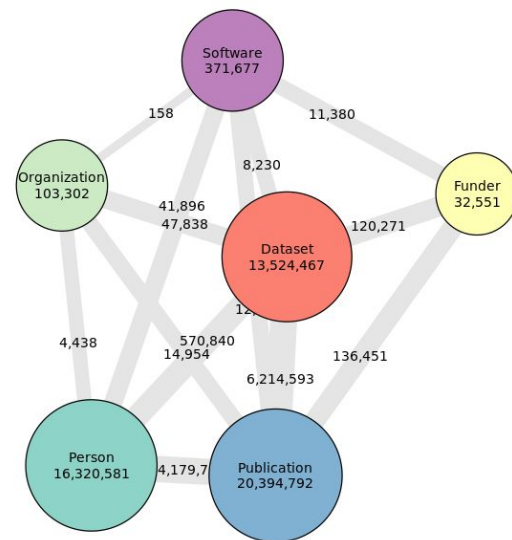 Software
371,677
158
11,380
8,230
Organization
103,302
Funder
32,551
41,896
47,838
Dataset
13,524,467
120,271
570,840
4,438
14,954
136,451
6,214,593
Person
16,320,581
Publication
20,394,792